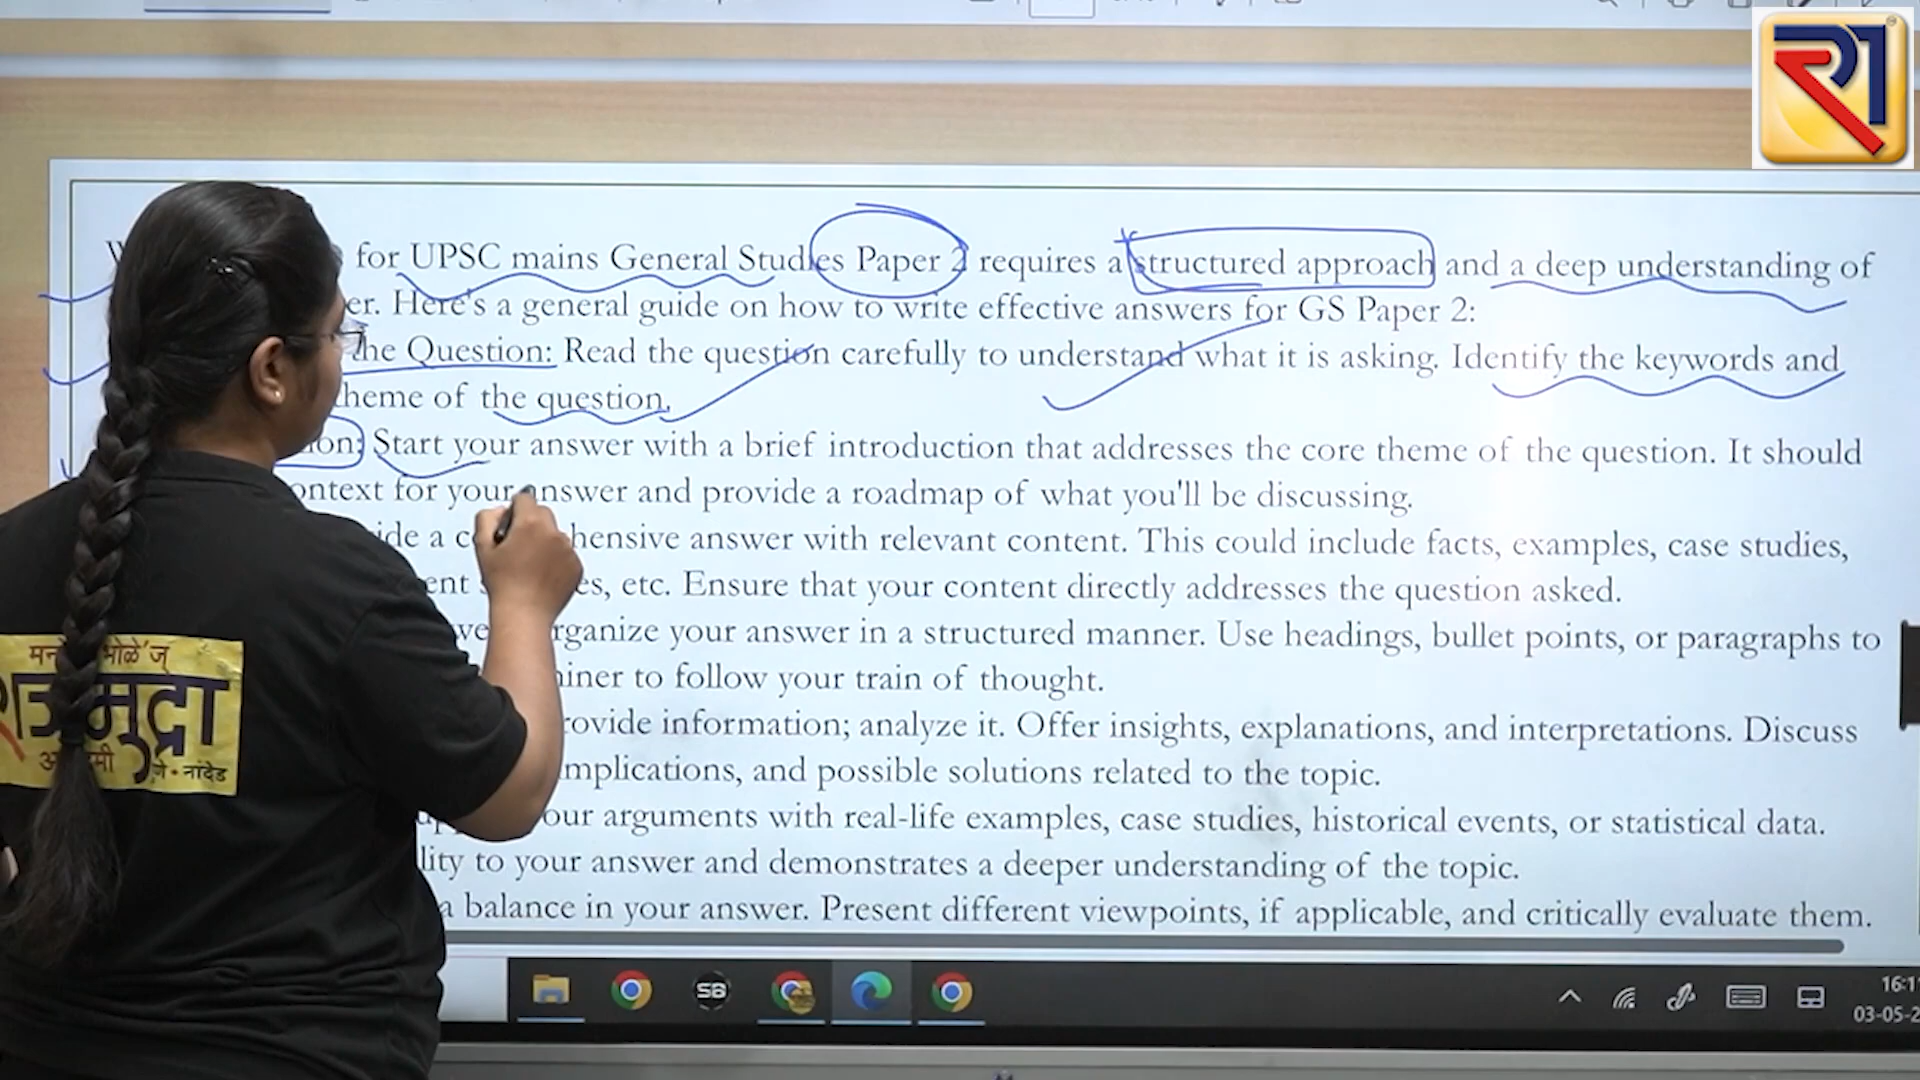 for UPSC mains General Studies Paper 2 requires a structured approach and a deep understanding of
er. Here's a general guide on how to write effective answers for GS Paper 2:
the Question: Read the question carefully to understand what it is asking. Identify the keywords and
heme of the question.
ion: Start your answer with a brief introduction that addresses the core theme of the question. It should
ontext for your answer and provide a roadmap of what you'll be discussing.
ide a c hensive answer with relevant content. This could include facts, examples, case studies,
ent s es, etc. Ensure that your content directly addresses the question asked.
we rganize your answer in a structured manner. Use headings, bullet points, or paragraphs to
iner to follow your train of thought.
rovide information; analyze it. Offer insights, explanations, and interpretations. Discuss
mplications, and possible solutions related to the topic.
our arguments with real-life examples, case studies, historical events, or statistical data.
lity to your answer and demonstrates a deeper understanding of the topic.
a balance in your answer. Present different viewpoints, if applicable, and critically evaluate them.
S6
16:1
03-05-2
नांदेड